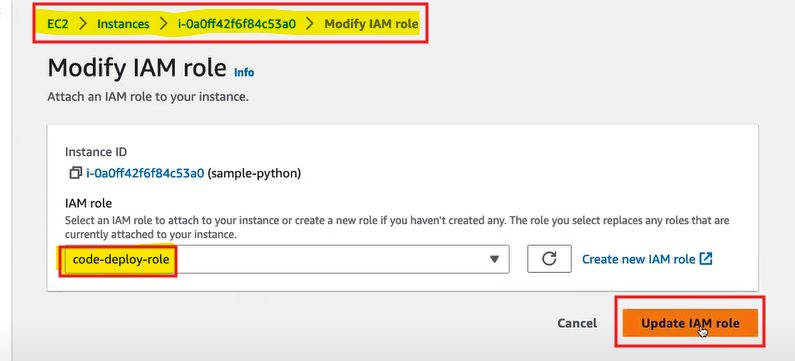 EC2 > Instances > i-0a0ff42f6f84c53a0 > Modify IAM role
Modify IAM role Info
Attach an IAM role to your instance.
Instance ID
i-0a0ff42f6f84c53a0 (sample-python)
IAM role
Select an IAM role to attach to your instance or create a new role if you haven't created any. The role you select replaces any roles that are
currently attached to your instance.
code-deploy-role
Create new IAM role
Cancel
Update IAM role